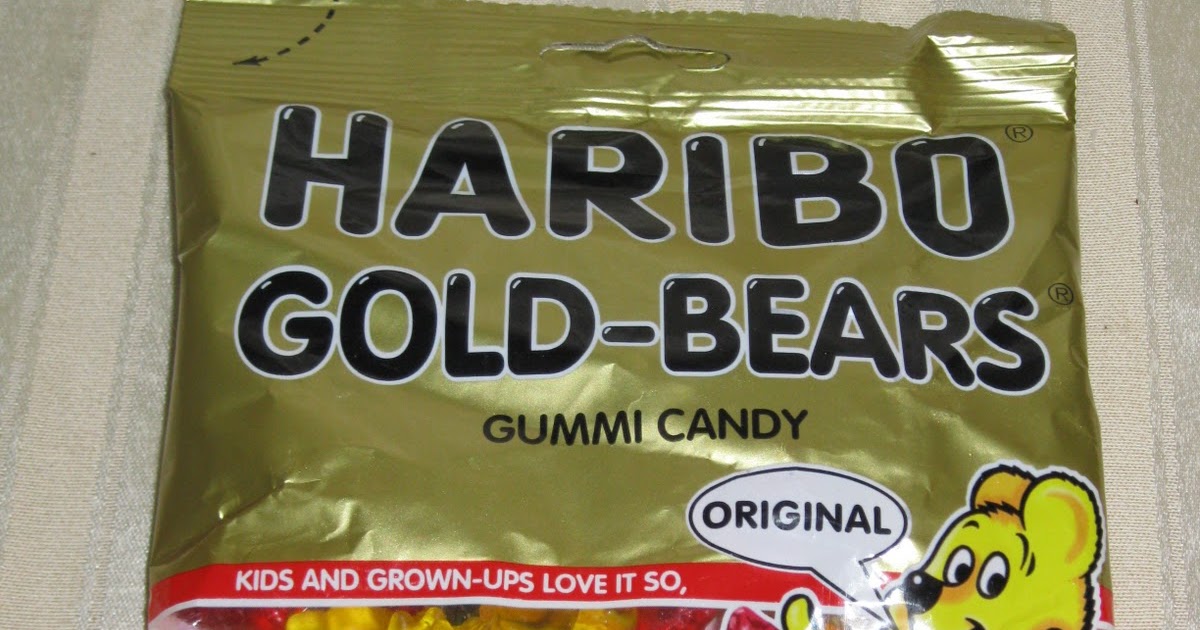 HARIBO®
GOLD-BEARS®
GUMMI CANDY
ORIGINAL
KIDS AND GROWN-UPS LOVE IT SO,